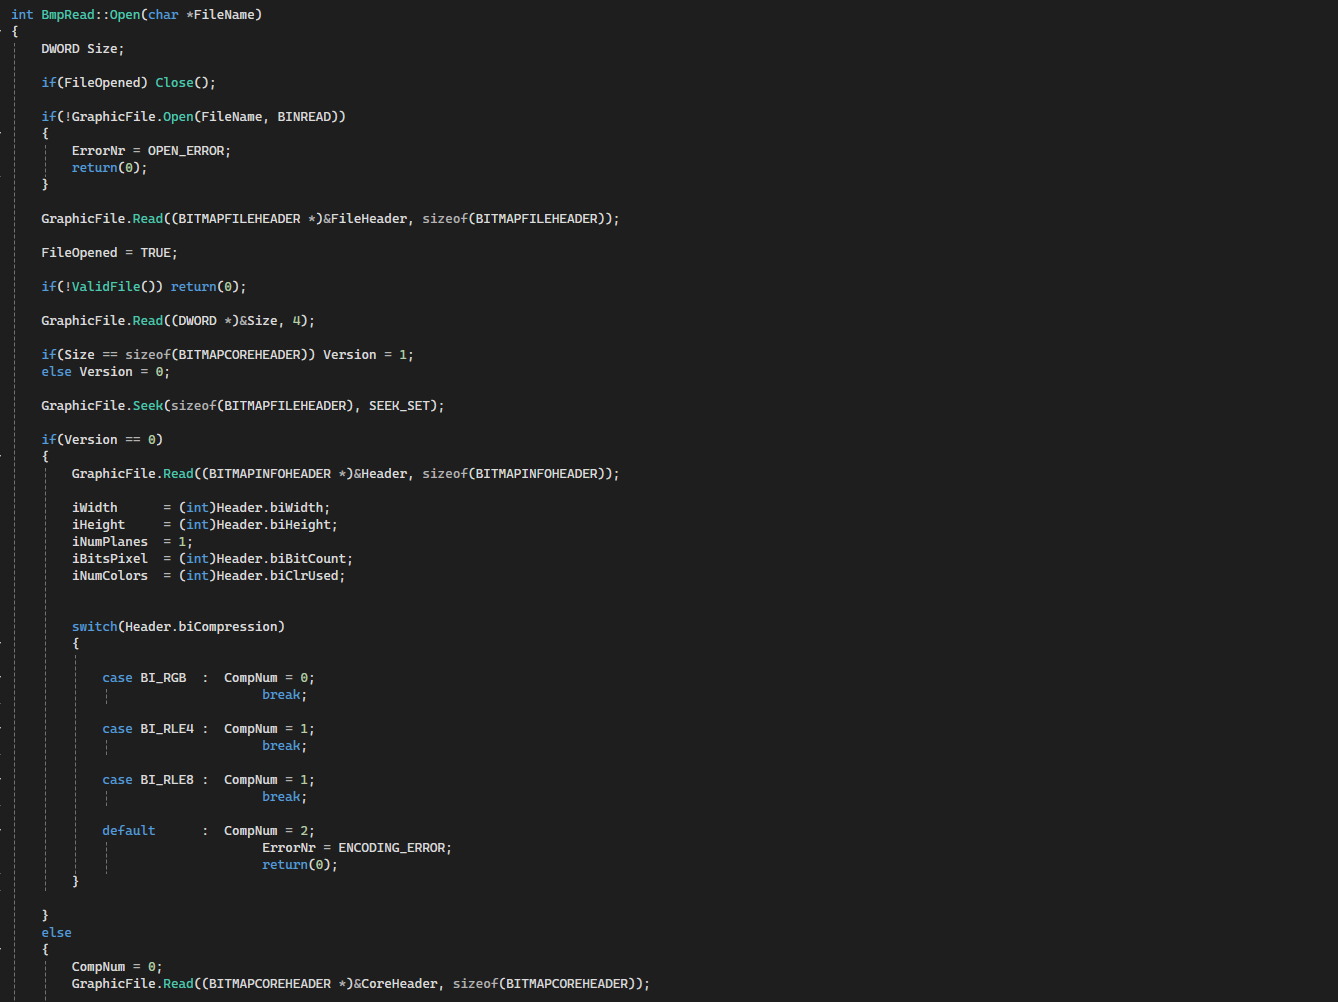 int BmpRead::Open(char *FileName)
{
    DWORD Size;

    if(FileOpened) Close();

    if(!GraphicFile.Open(FileName, BINREAD))
    {
        ErrorNr = OPEN_ERROR;
        return(0);
    }

    GraphicFile.Read((BITMAPFILEHEADER *)&FileHeader, sizeof(BITMAPFILEHEADER));

    FileOpened = TRUE;

    if(!ValidFile()) return(0);

    GraphicFile.Read((DWORD *)&Size, 4);

    if(Size == sizeof(BITMAPCOREHEADER)) Version = 1;
    else Version = 0;

    GraphicFile.Seek(sizeof(BITMAPFILEHEADER), SEEK_SET);

    if(Version == 0)
    {
        GraphicFile.Read((BITMAPINFOHEADER *)&Header, sizeof(BITMAPINFOHEADER));

        iWidth      = (int)Header.biWidth;
        iHeight     = (int)Header.biHeight;
        iNumPlanes  = 1;
        iBitsPixel  = (int)Header.biBitCount;
        iNumColors  = (int)Header.biClrUsed;


        switch(Header.biCompression)
        {

            case BI_RGB  :  CompNum = 0;
                                 break;

            case BI_RLE4 :  CompNum = 1;
                                 break;

            case BI_RLE8 :  CompNum = 1;
                                 break;

            default      :  CompNum = 2;
                                 ErrorNr = ENCODING_ERROR;
                                 return(0);
        }

    }
    else
    {
        CompNum = 0;
        GraphicFile.Read((BITMAPCOREHEADER *)&CoreHeader, sizeof(BITMAPCOREHEADER));